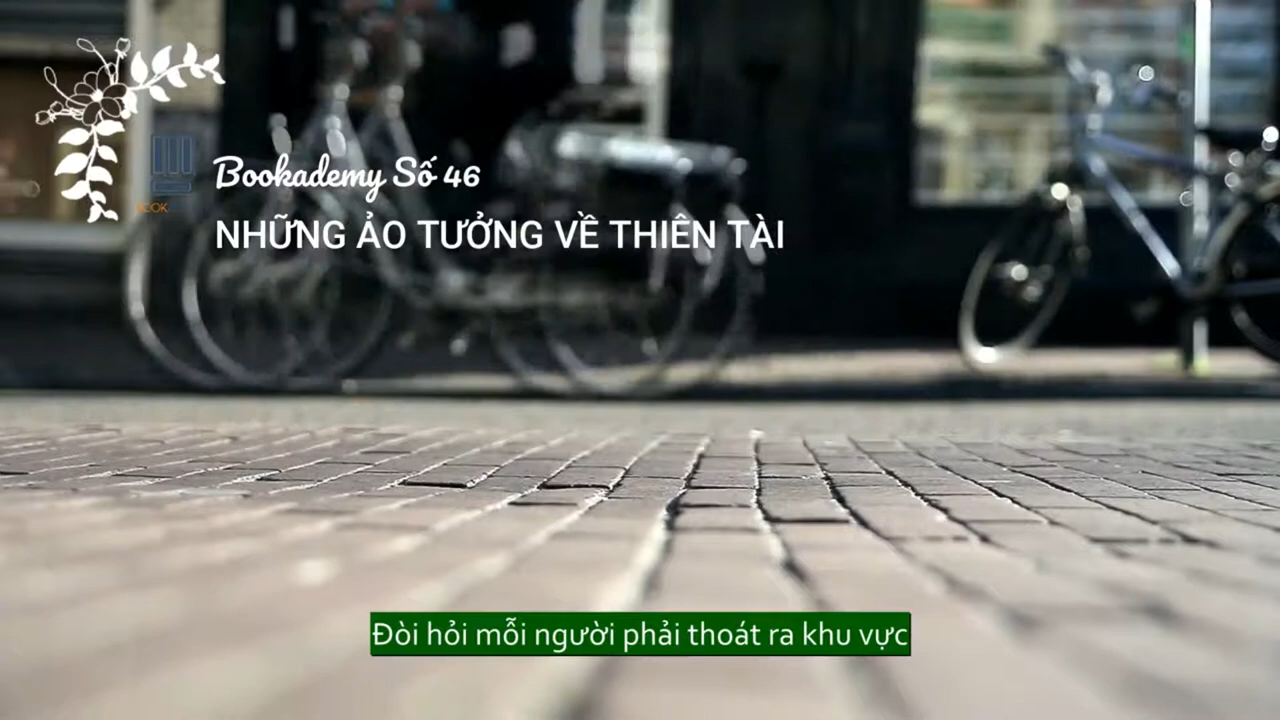 Bookademy Số 46
NHỮNG ẢO TƯỞNG VỀ THIÊN TÀI
Đòi hỏi mỗi người phải thoát ra khu vực